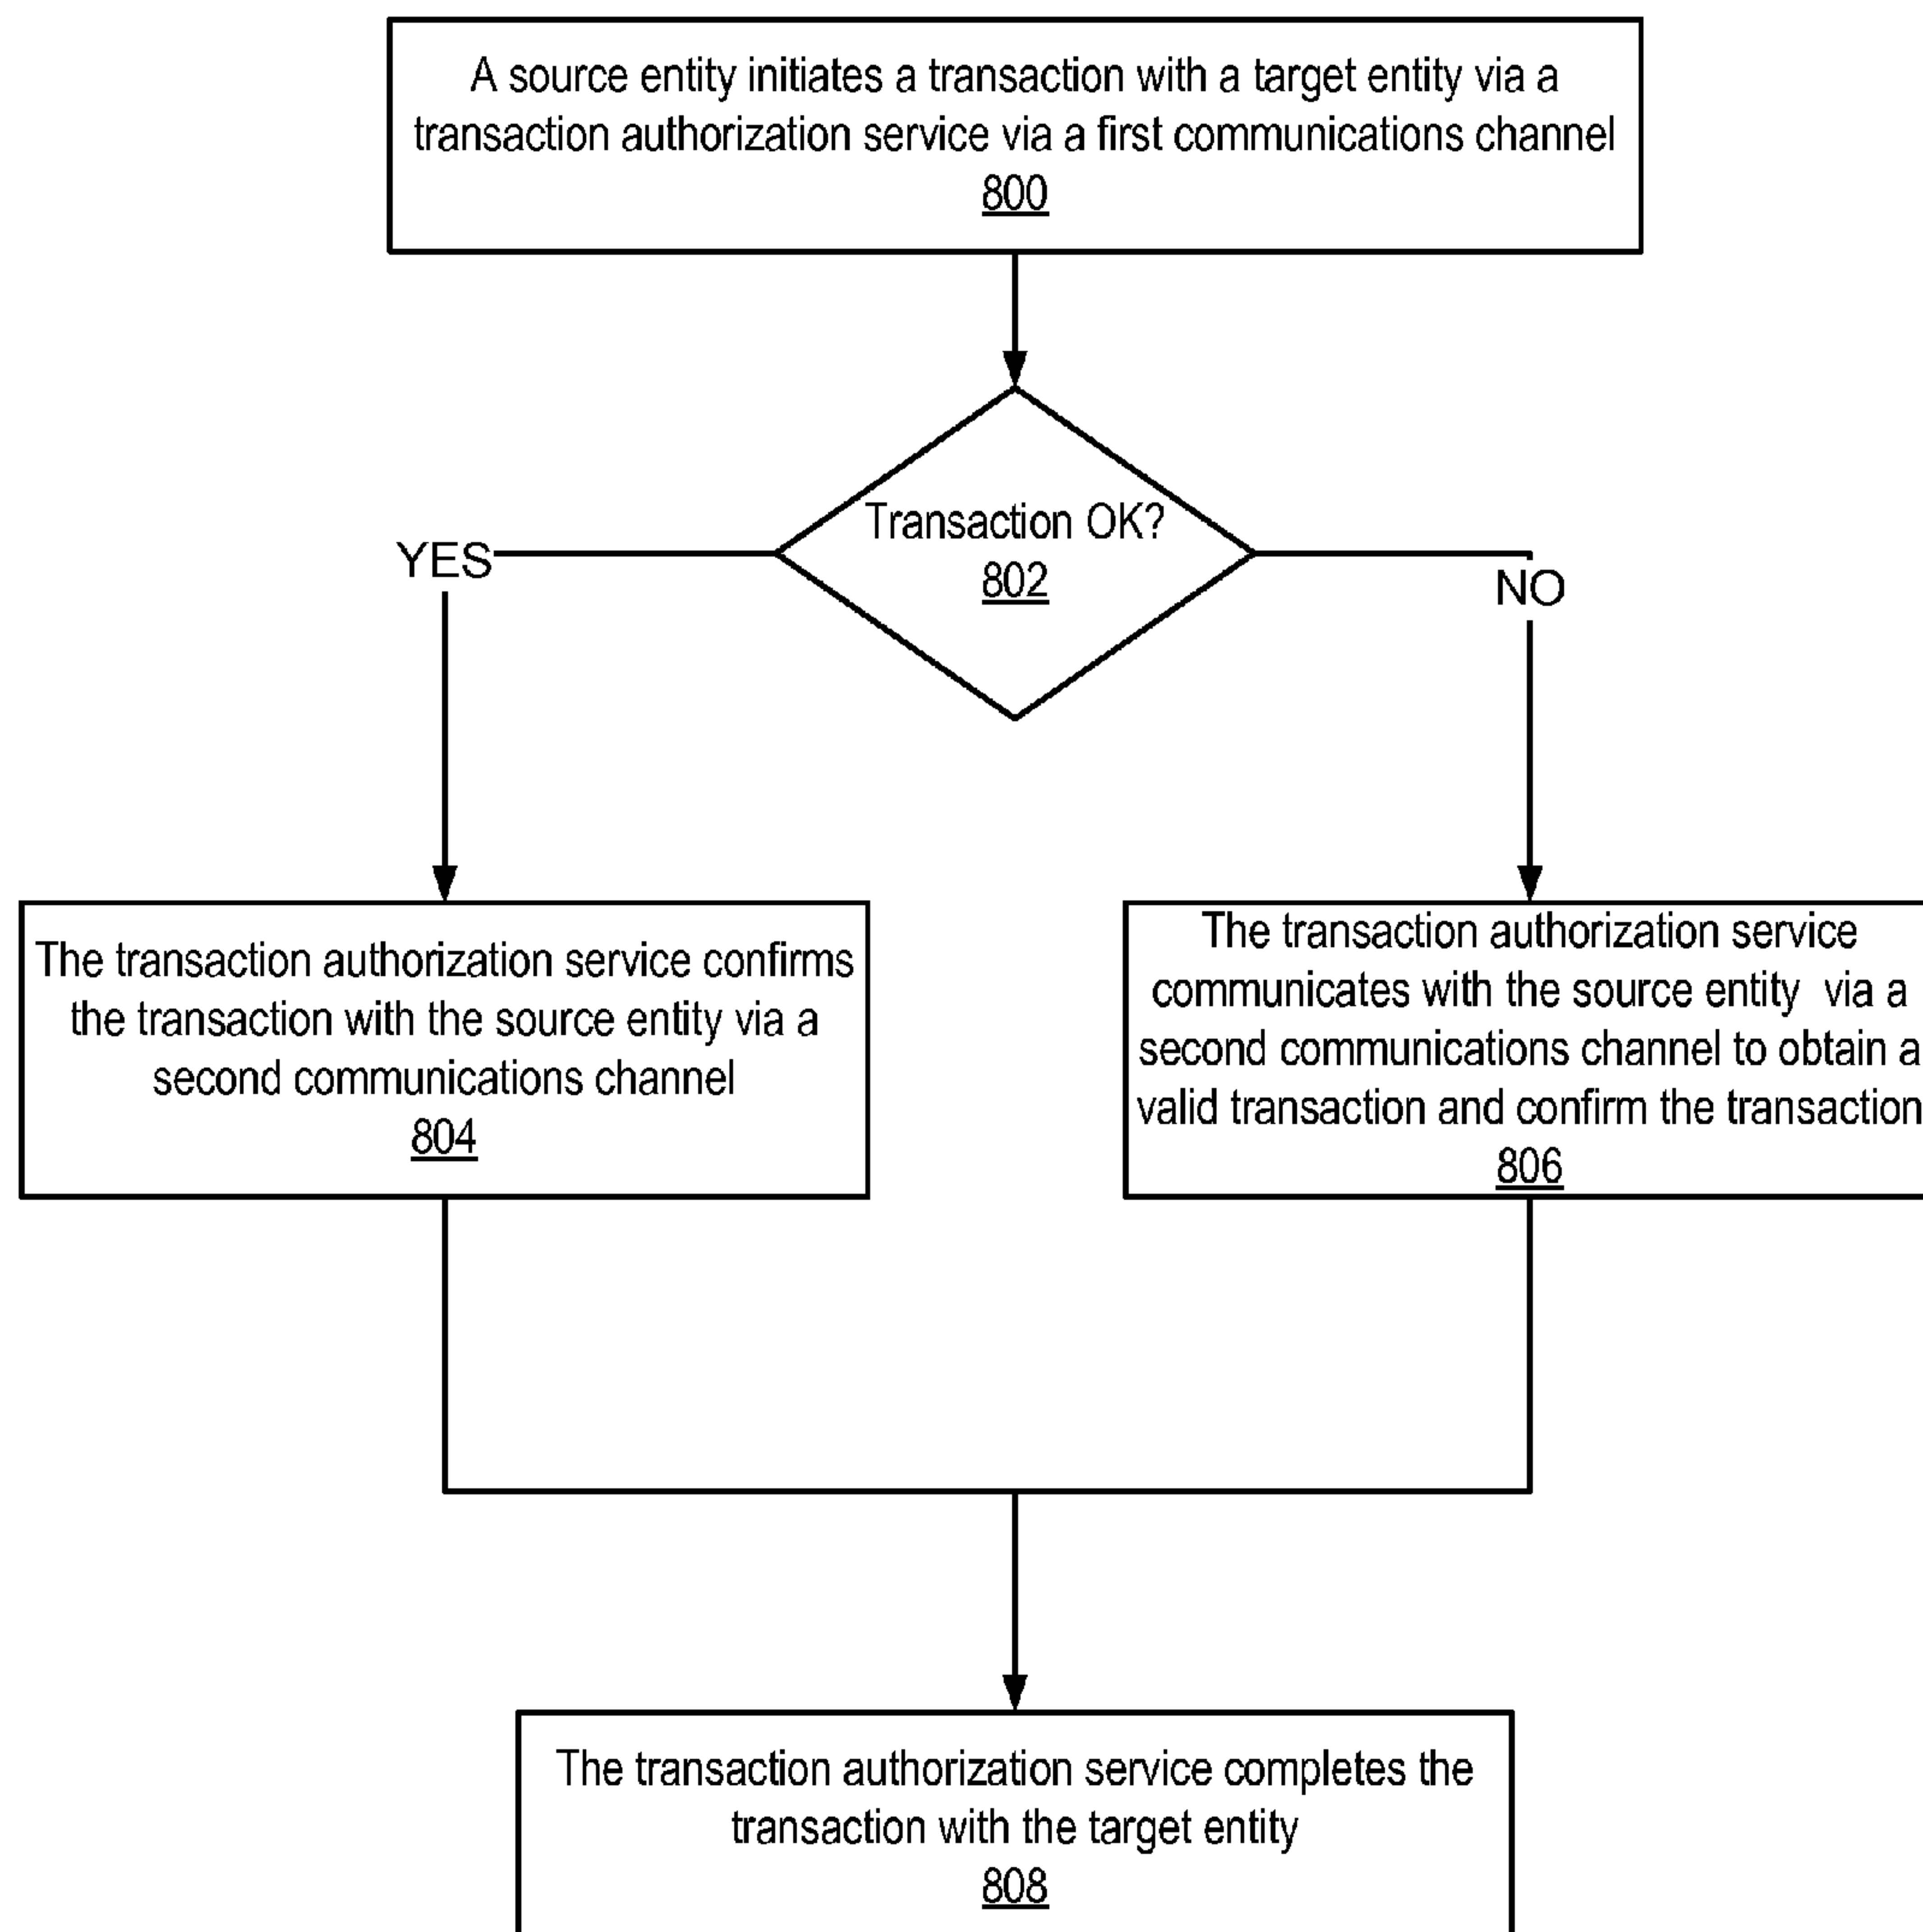 A source entity initiates a transaction with a target entity via a
transaction authorization service via a first communications channel
800
Transaction OK?
802
YES
NO
The transaction authorization service confirms
the transaction with the source entity via a
second communications channel
804
The transaction authorization service
communicates with the source entity via a
second communications channel to obtain a
valid transaction and confirm the transaction
806
The transaction authorization service completes the
transaction with the target entity
808